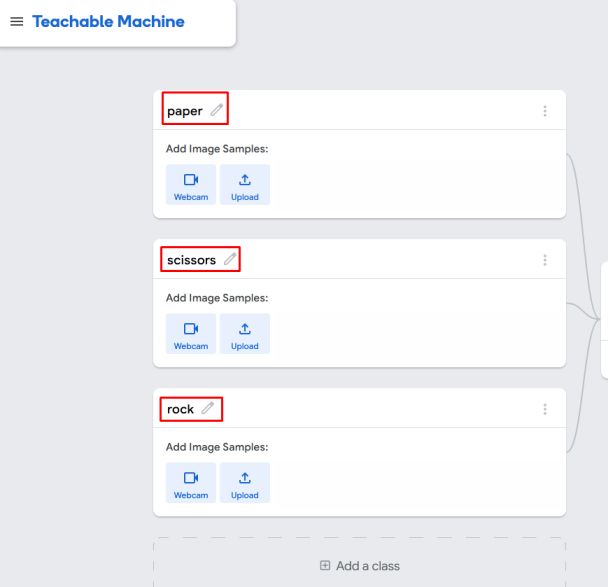 Teachable Machine
paper
Add Image Samples:
Webcam
Upload
scissors
Add Image Samples:
Webcam
Upload
rock
Add Image Samples:
Webcam
Upload
Add a class